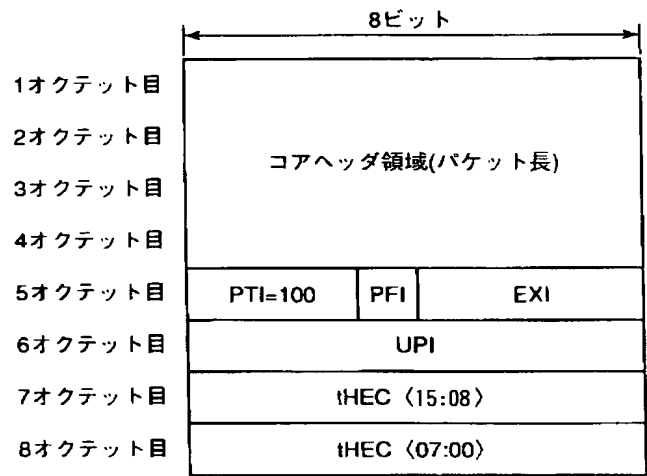 8ビット
1オクテット目
2オクテット目
コアヘッダ領域(パケット長)
3オクテット目
4オクテット目
5オクテット目 PTI=100 PFI EXI
6オクテット目 UPI
7オクテット目 tHEC〈15:08〉
8オクテット目 tHEC〈07:00〉